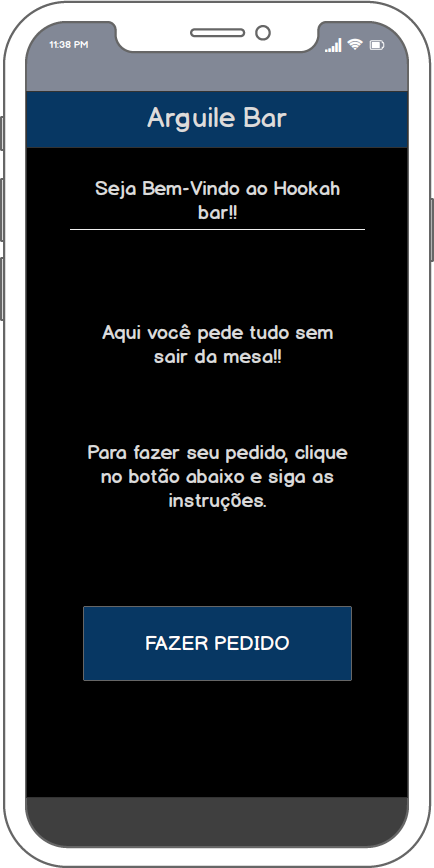 11:38 PM
Arguile Bar
Seja Bem-Vindo ao Hookah
bar!!
Aqui você pede tudo sem
sair da mesa!!
Para fazer seu pedido, clique
no botão abaixo e siga as
instruções.
FAZER PEDIDO